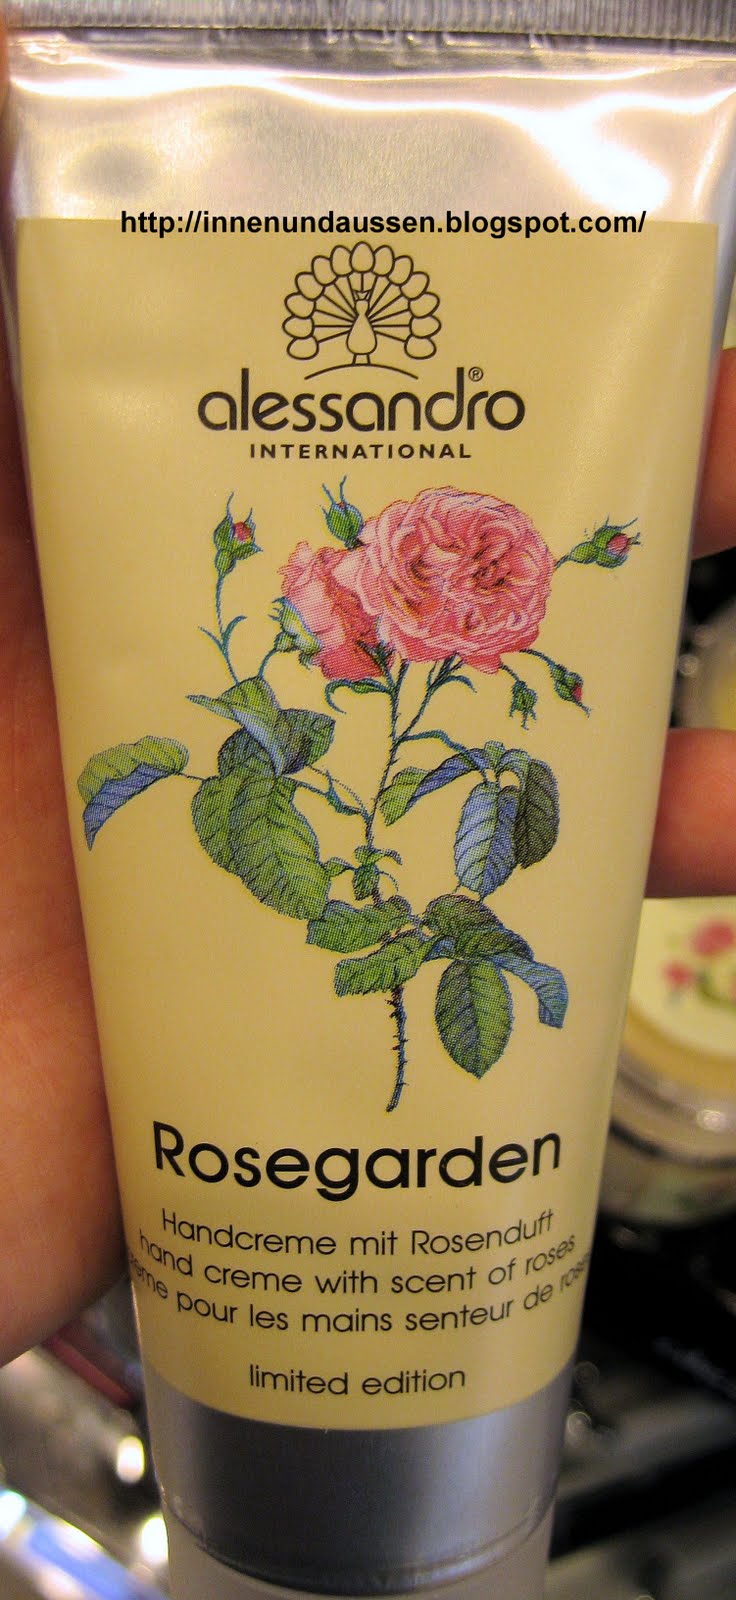 http://innenundaussen.blogspot.com/
alessandro®
INTERNATIONAL
Rosegarden
Handcreme mit Rosenduft
hand creme with scent of roses
pour les mains senteur de
limited edition